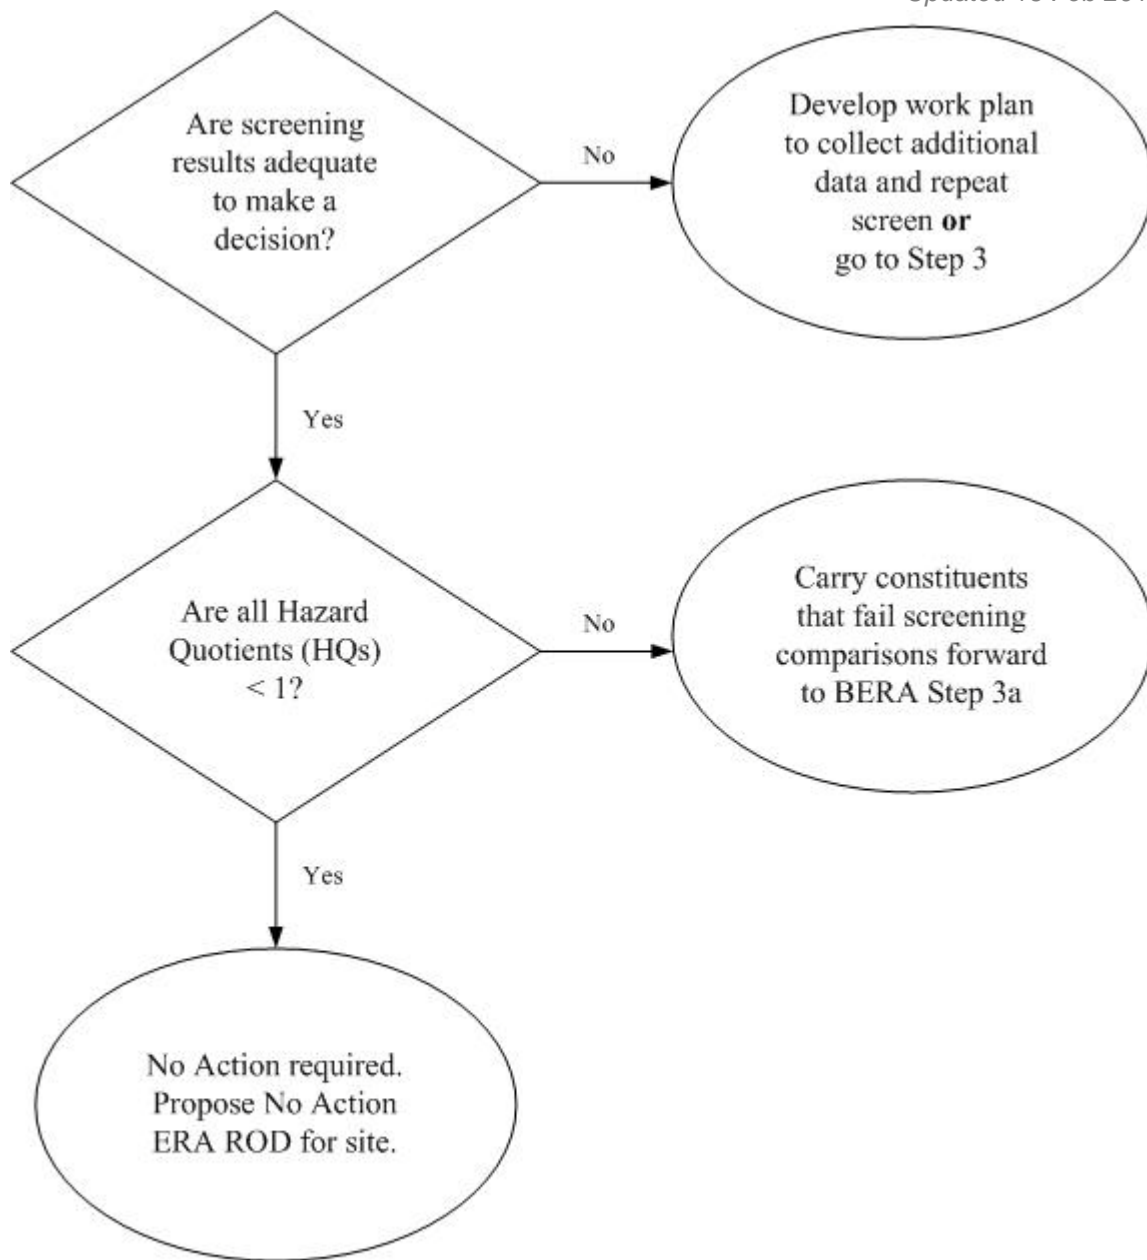 Are screening
results adequate
to make a
decision?
No
Develop work plan
to collect additional
data and repeat
screen or
go to Step 3
Yes
Are all Hazard
Quotients (HQs)
< 1?
No
Carry constituents
that fail screening
comparisons forward
to BERA Step 3a
Yes
No Action required.
Propose No Action
ERA ROD for site.